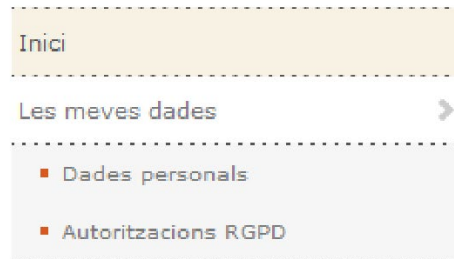 Inici
Les meves dades
Dades personals
Autoritzacions RGPD